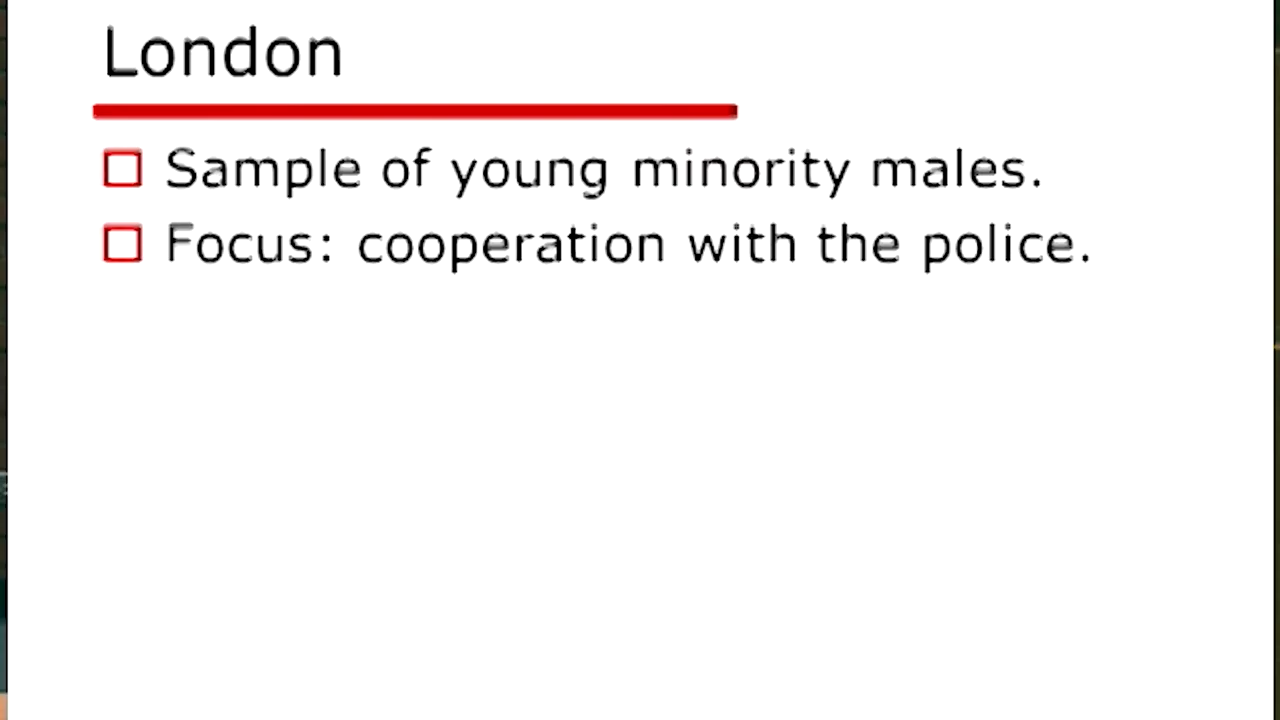 London
Sample of young minority males.
Focus: cooperation with the police.